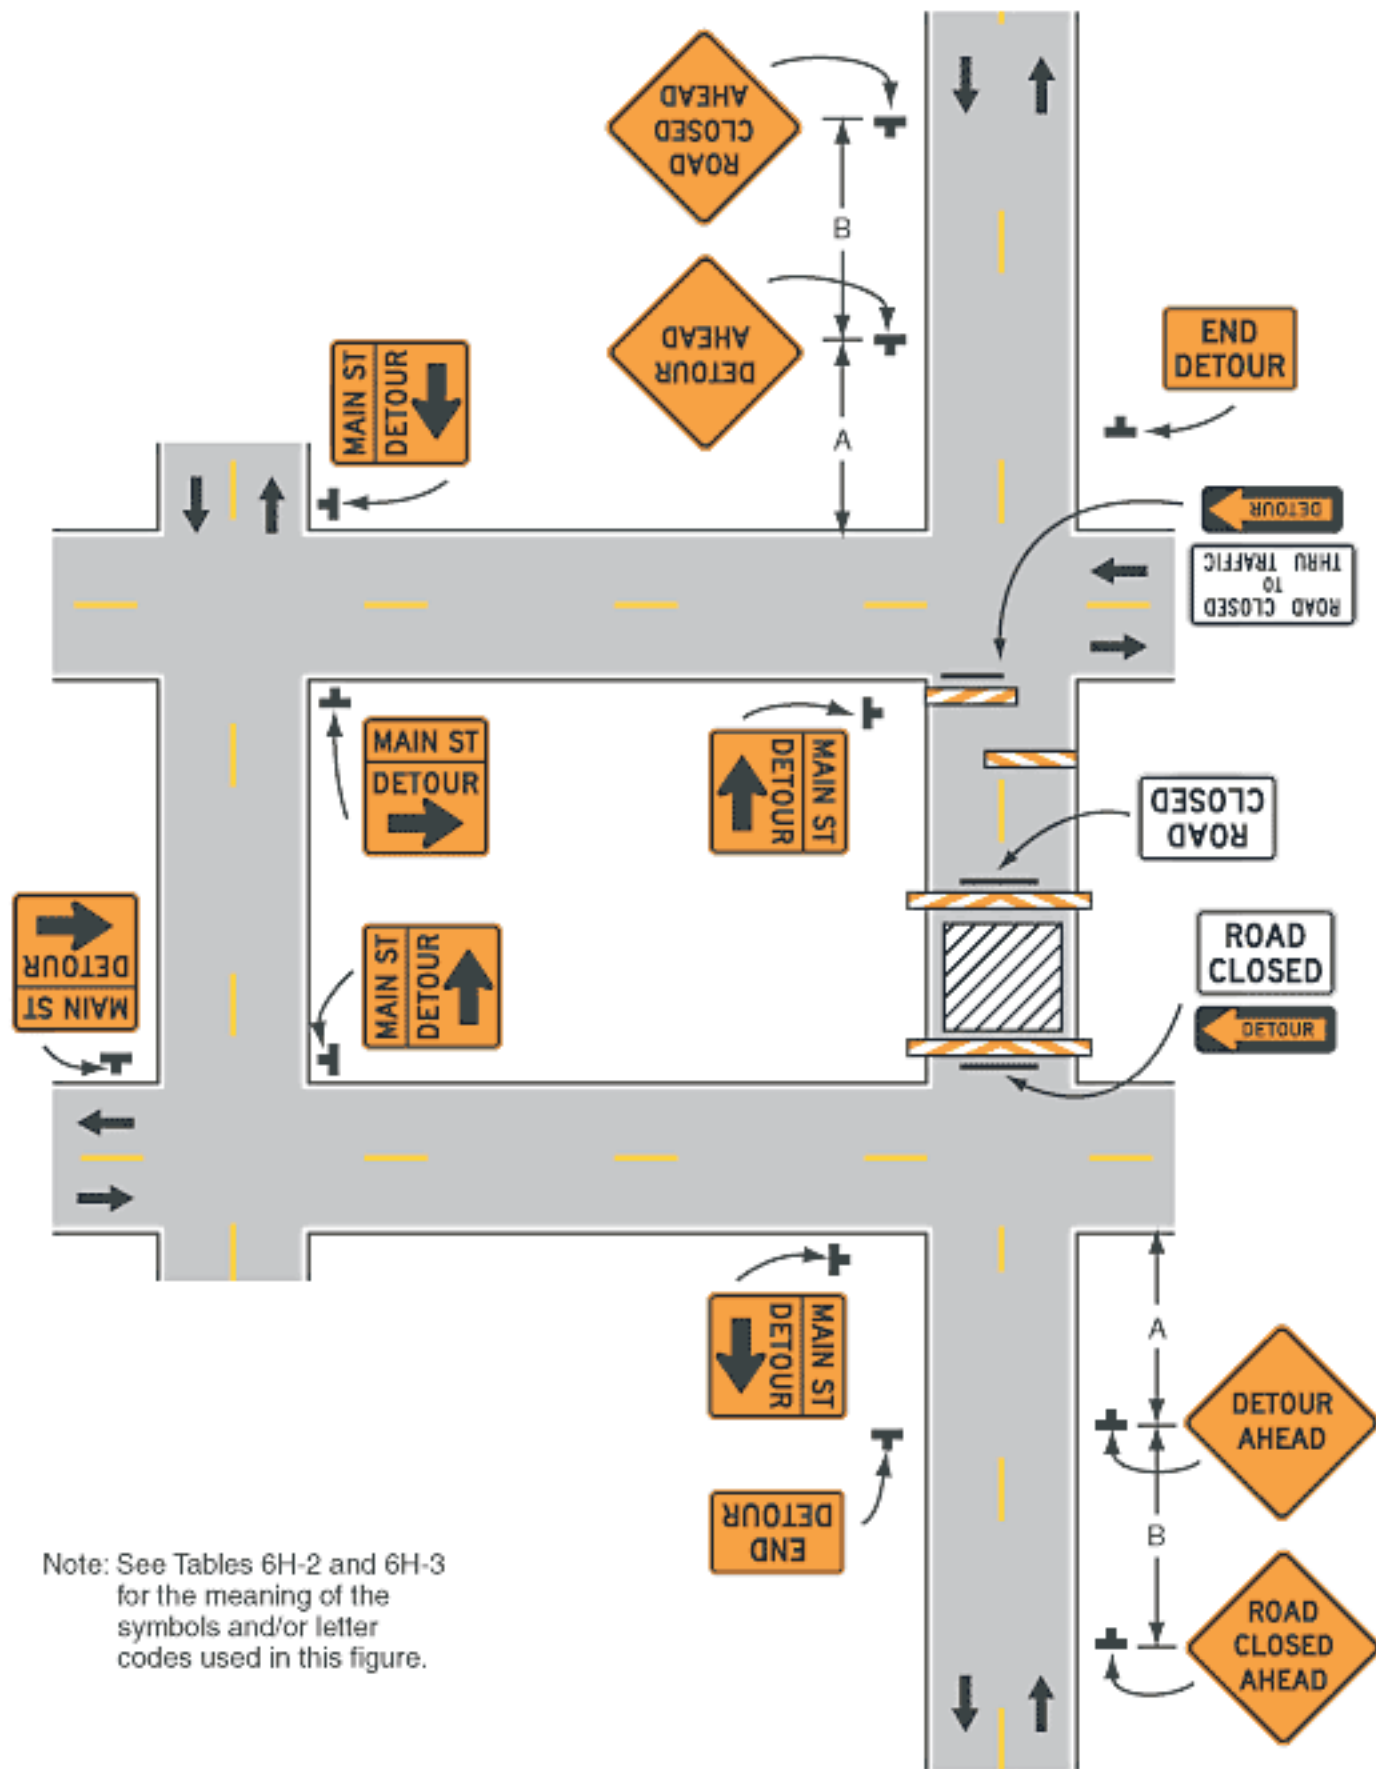 ROAD
CLOSED
AHEAD
B
DETOUR
AHEAD
A
MAIN ST
DETOUR
END
DETOUR
DETOUR
ROAD CLOSED
TO
THRU TRAFFIC
MAIN ST
DETOUR
MAIN ST
DETOUR
ROAD
CLOSED
MAIN ST
DETOUR
MAIN ST
DETOUR
ROAD
CLOSED
DETOUR
MAIN ST
DETOUR
A
DETOUR
AHEAD
END
DETOUR
B
ROAD
CLOSED
AHEAD
Note: See Tables 6H-2 and 6H-3
for the meaning of the
symbols and/or letter
codes used in this figure.